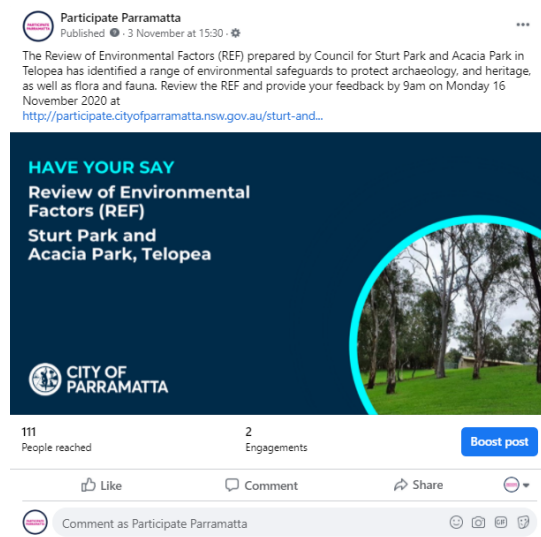 Participate Parramatta
Published · 3 November at 15:30 ·
The Review of Environmental Factors (REF) prepared by Council for Sturt Park and Acacia Park in
Telopea has identified a range of environmental safeguards to protect archaeology, and heritage,
as well as flora and fauna. Review the REF and provide your feedback by 9am on Monday 16
November 2020 at
http://participate.cityofparramatta.nsw.gov.au/sturt-and...
HAVE YOUR SAY
Review of Environmental
Factors (REF)
Sturt Park and
Acacia Park, Telopea
CITY OF
PARRAMATTA
111
People reached
2
Engagements
Boost post
Like
Comment
Share
Comment as Participate Parramatta
GIF